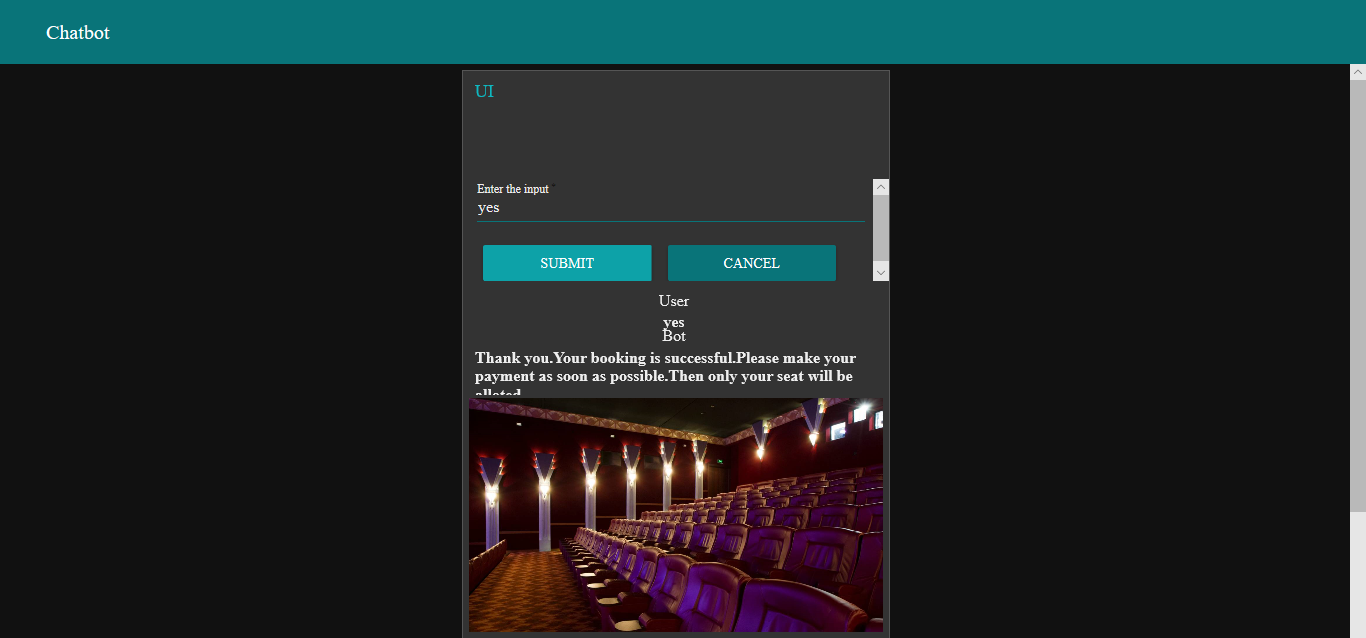 Chatbot
UI
Enter the input *
yes
SUBMIT CANCEL
User
yes
Bot
Thank you.Your booking is successful.Please make your
payment as soon as possible.Then only your seat will be
alloted